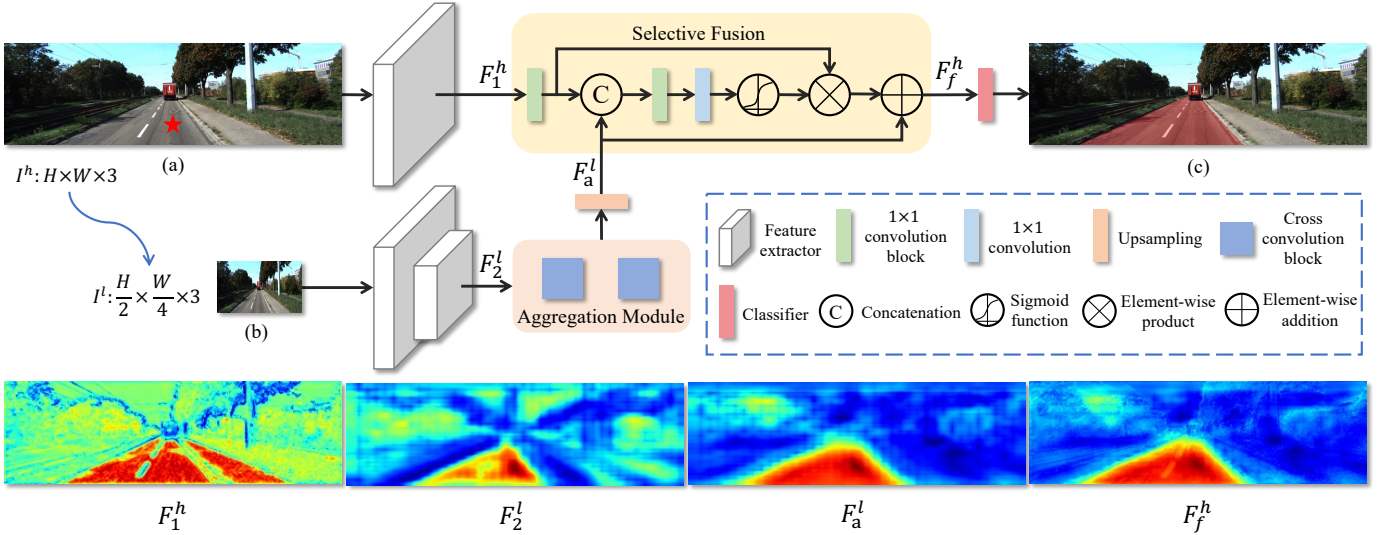 Selective Fusion
F_1^h
C
F_f^h
(a)
(c)
I^h: H×W×3
F_a^l
I^l: H/2 × W/4 ×3
(b)
F_2^l
Aggregation Module
Feature
extractor
1×1
convolution
block
1×1
convolution
Upsampling
Cross
convolution
block
Classifier
C
Concatenation
Sigmoid
function
Element-wise
product
Element-wise
addition
F_1^h
F_2^l
F_a^l
F_f^h